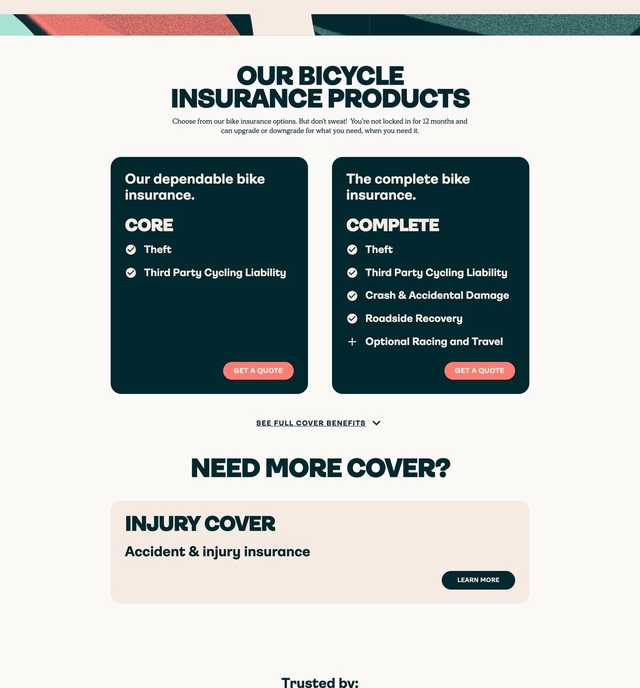 OUR BICYCLE
INSURANCE PRODUCTS
Choose from our bike insurance options. But don't sweat! You're not locked in for 12 months and
can upgrade or downgrade for what you need, when you need it.
Our dependable bike
insurance.
CORE
Theft
Third Party Cycling Liability
GET A QUOTE
The complete bike
insurance.
COMPLETE
Theft
Third Party Cycling Liability
Crash & Accidental Damage
Roadside Recovery
+ Optional Racing and Travel
GET A QUOTE
SEE FULL COVER BENEFITS
NEED MORE COVER?
INJURY COVER
Accident & injury insurance
LEARN MORE
Trusted by: